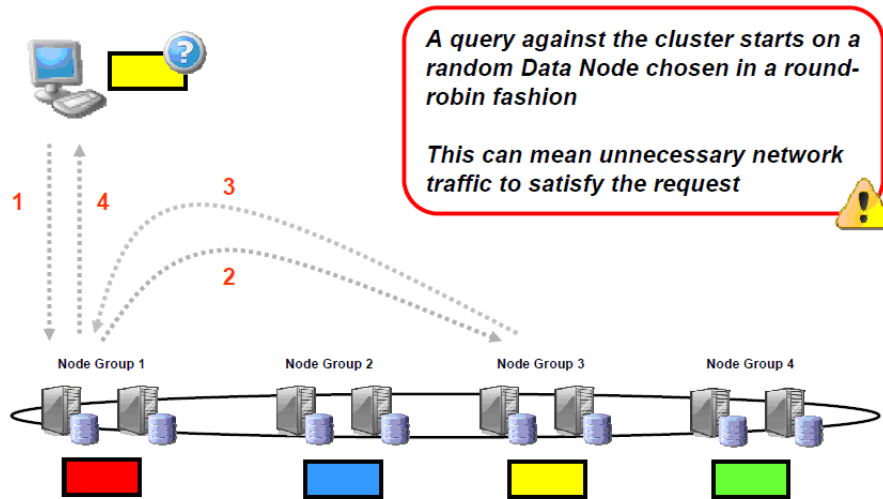 ?
A query against the cluster starts on a
random Data Node chosen in a round-
robin fashion
This can mean unnecessary network
traffic to satisfy the request
!
1
4
3
2
Node Group 1
Node Group 2
Node Group 3
Node Group 4